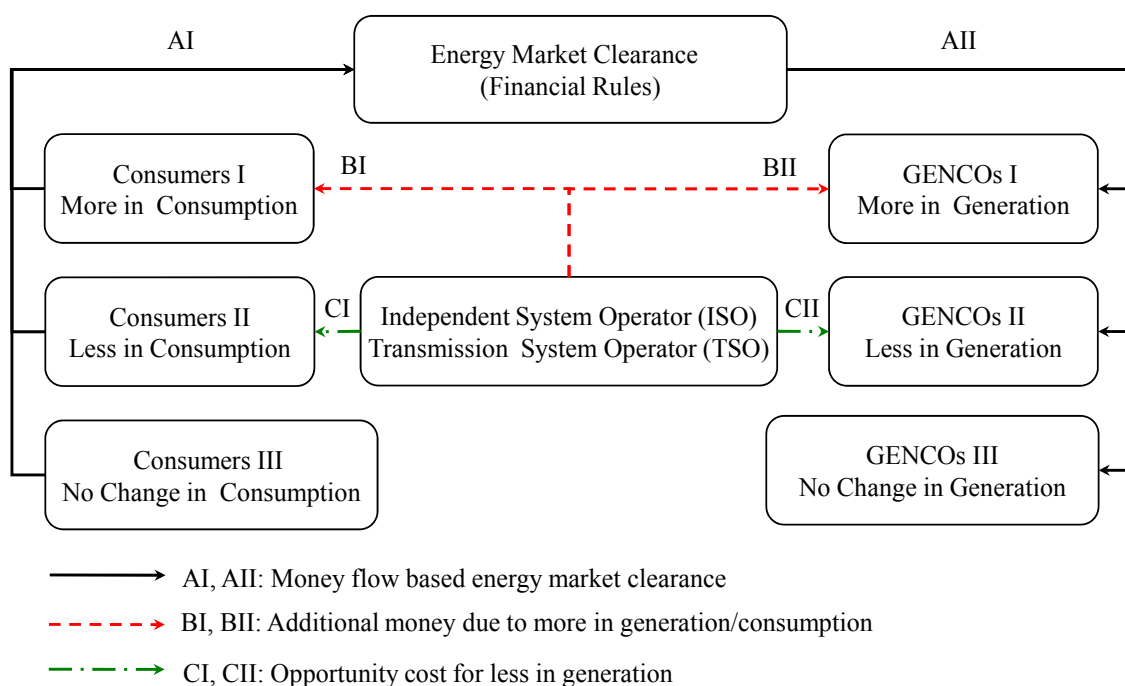 AI
Energy Market Clearance
(Financial Rules)
AII
Consumers I
More in Consumption
BI
BII
GENCOs I
More in Generation
Consumers II
Less in Consumption
CI
Independent System Operator (ISO)
Transmission System Operator (TSO)
CII
GENCOs II
Less in Generation
Consumers III
No Change in Consumption
GENCOs III
No Change in Generation
AI, AII: Money flow based energy market clearance
BI, BII: Additional money due to more in generation/consumption
CI, CII: Opportunity cost for less in generation